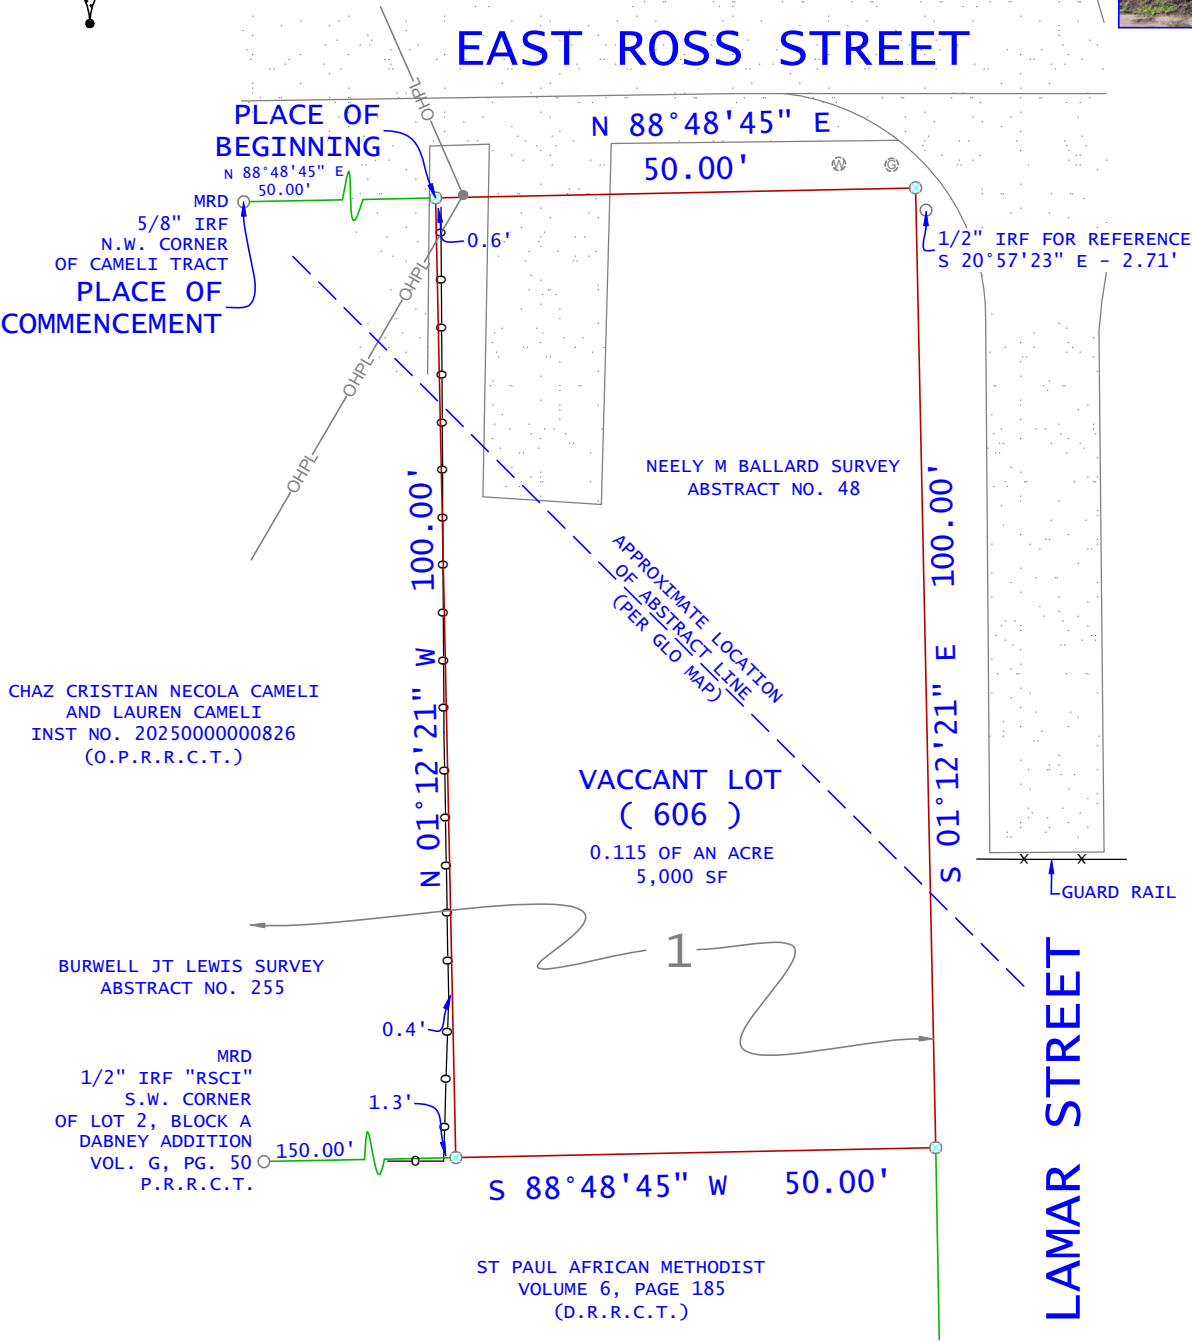 EAST ROSS STREET
OHPL
PLACE OF
BEGINNING
N 88°48'45" E
50.00'
N 88°48'45" E
50.00'
W
G
MRD
5/8" IRF
N.W. CORNER
OF CAMELI TRACT
PLACE OF
COMMENCEMENT
0.6'
1/2" IRF FOR REFERENCE
S 20°57'23" E - 2.71'
OHPL
OHPL
OHPL
NEELY M BALLARD SURVEY
ABSTRACT NO. 48
N 01°12'21" W 100.00'
S 01°12'21" E 100.00'
APPROXIMATE LOCATION
OF ABSTRACT LINE
(PER GLO MAP)
CHAZ CRISTIAN NECOLA CAMELI
AND LAUREN CAMELI
INST NO. 20250000000826
(O.P.R.R.C.T.)
VACCANT LOT
( 606 )
0.115 OF AN ACRE
5,000 SF
X X
GUARD RAIL
1
BURWELL JT LEWIS SURVEY
ABSTRACT NO. 255
0.4'
MRD
1/2" IRF "RSCI"
S.W. CORNER
OF LOT 2, BLOCK A
DABNEY ADDITION
VOL. G, PG. 50
P.R.R.C.T.
1.3'
150.00'
S 88°48'45" W 50.00'
LAMAR STREET
ST PAUL AFRICAN METHODIST
VOLUME 6, PAGE 185
(D.R.R.C.T.)